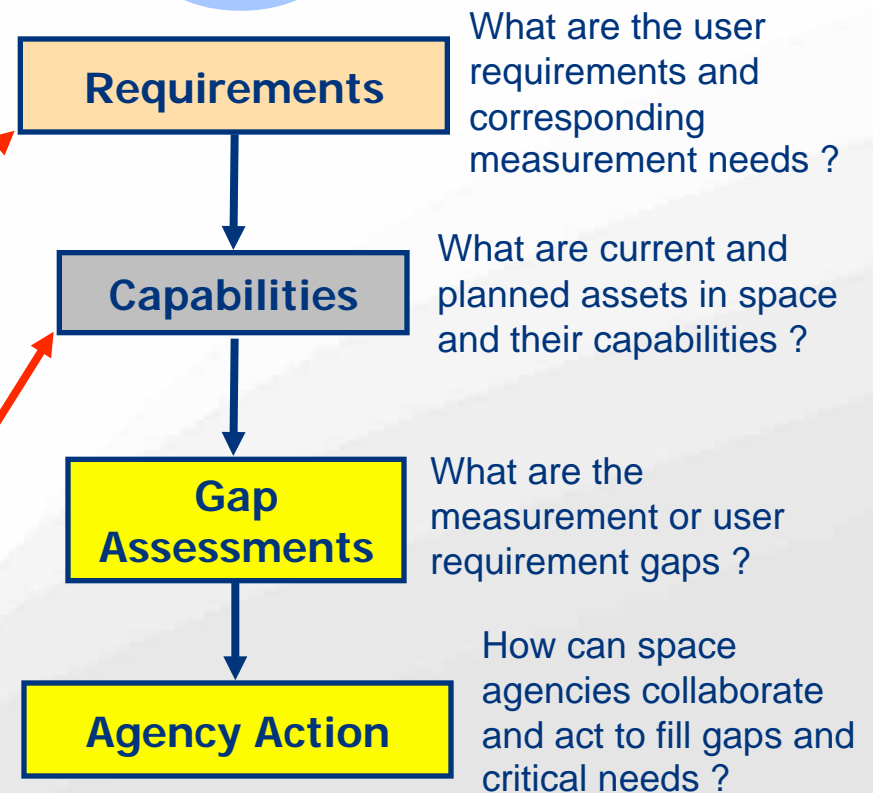 Requirements
What are the user
requirements and
corresponding
measurement needs ?
Capabilities
What are current and
planned assets in space
and their capabilities ?
Gap
Assessments
What are the
measurement or user
requirement gaps ?
Agency Action
How can space
agencies collaborate
and act to fill gaps and
critical needs ?